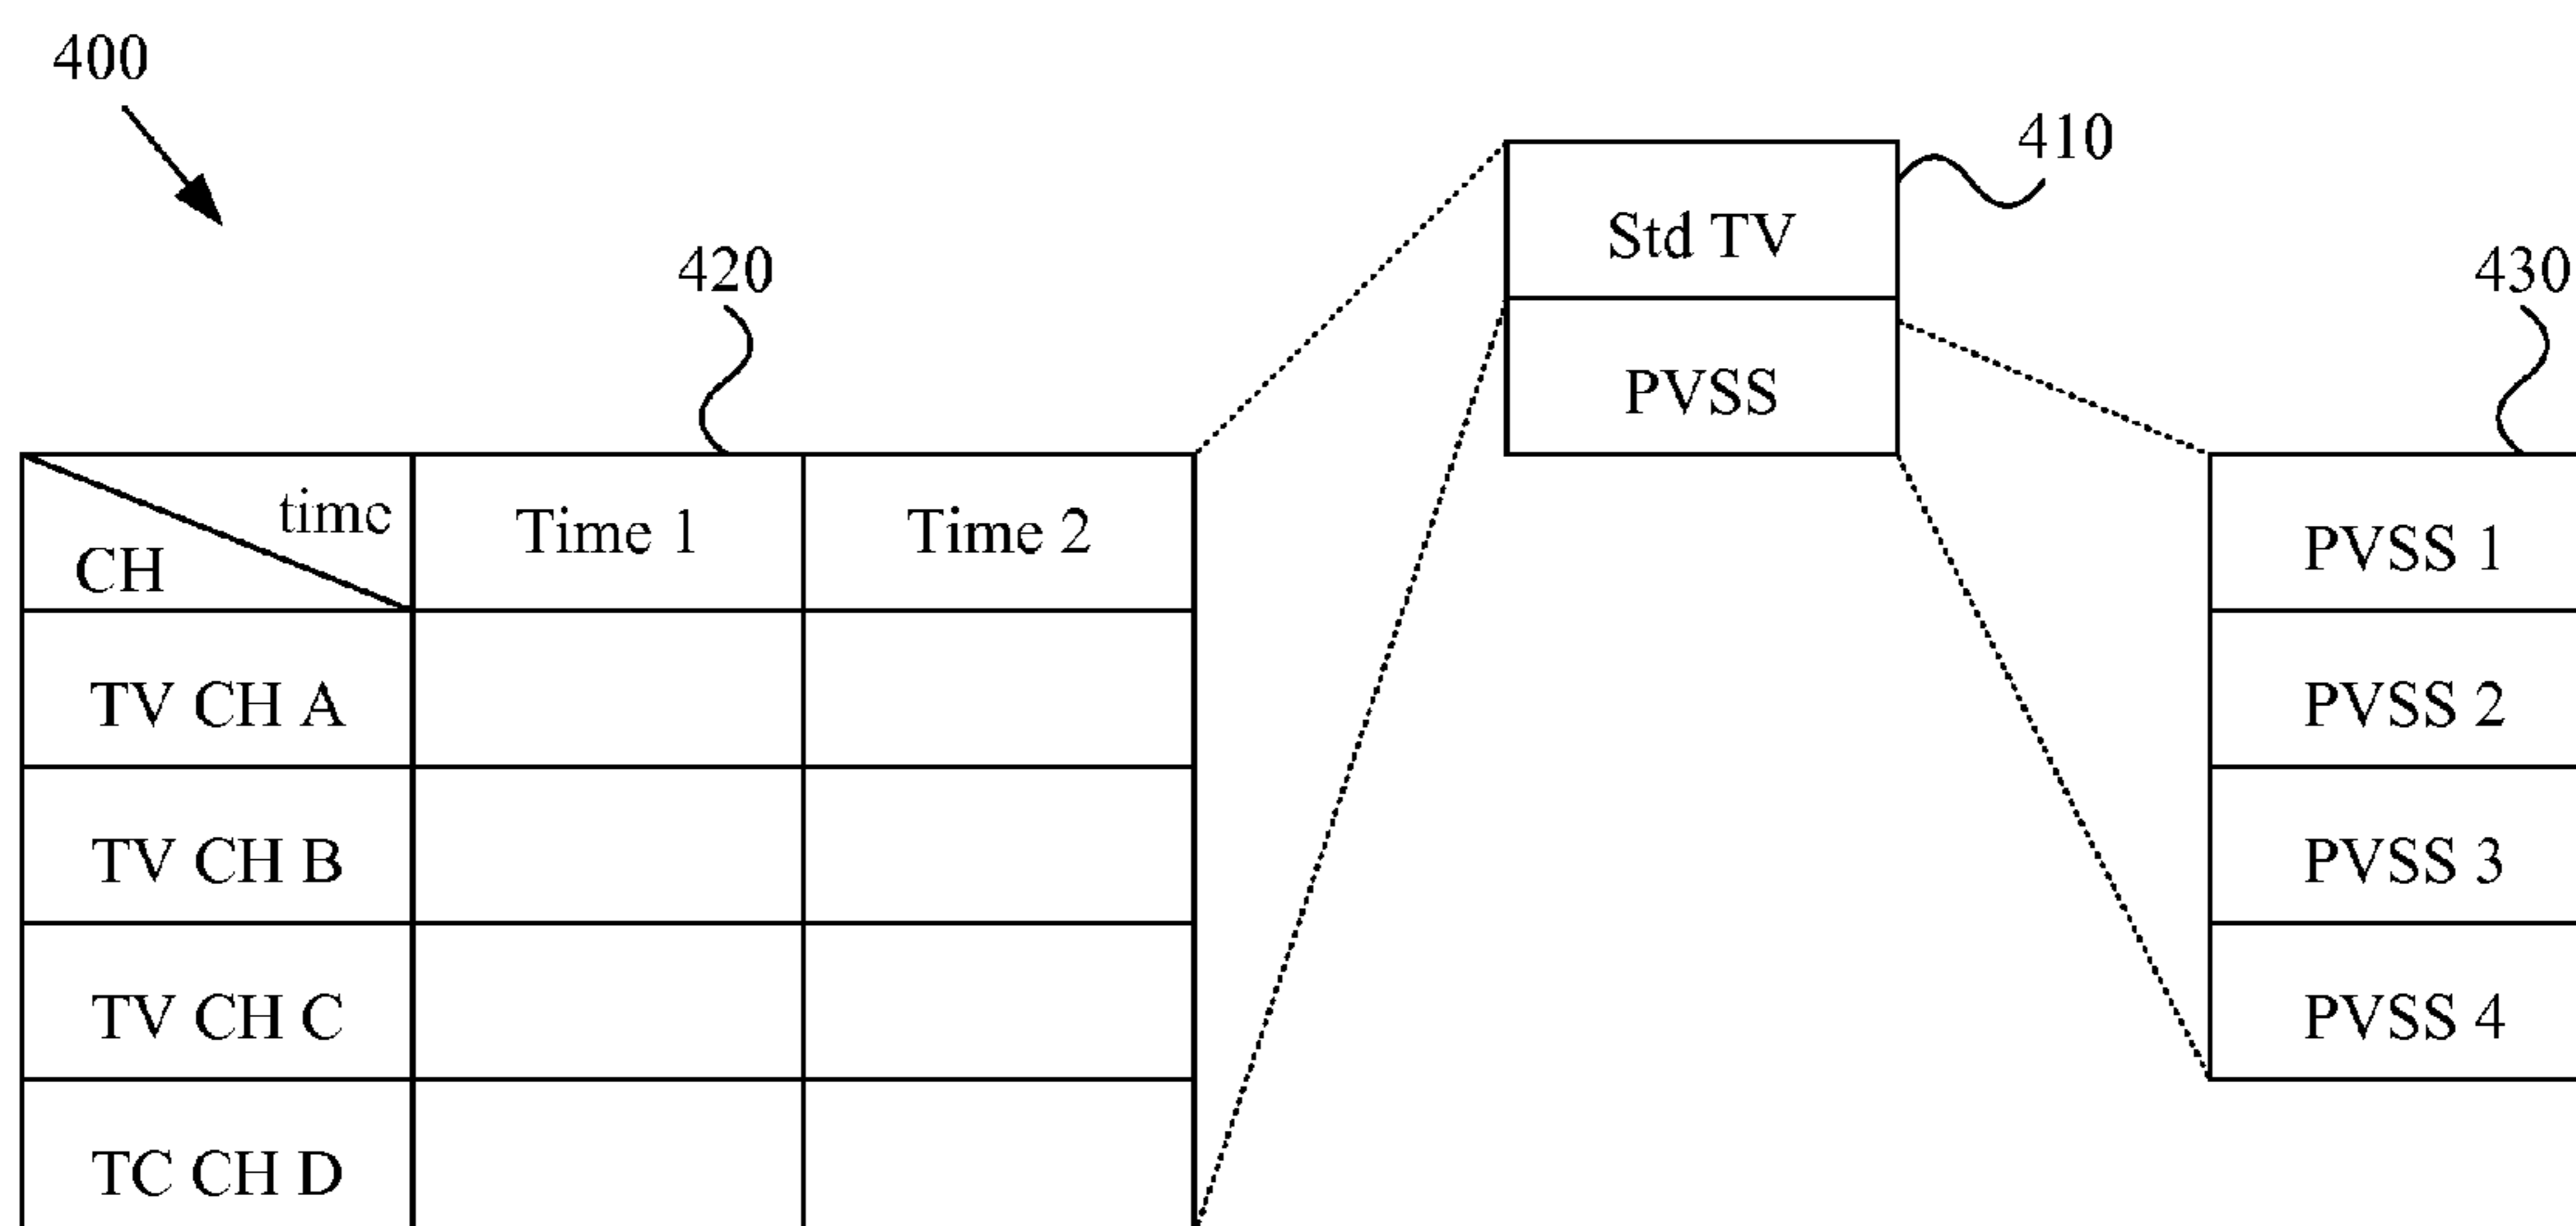 400
410
Std TV
420
430
PVSS
time
CH
Time 1
Time 2
PVSS 1
TV CH A
PVSS 2
TV CH B
PVSS 3
TV CH C
PVSS 4
TC CH D